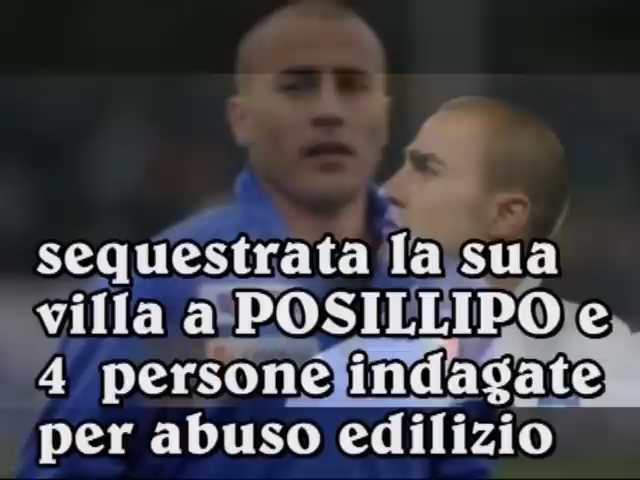 sequestrata la sua
villa a POSILLIPO e
4 persone indagate
per abuso edilizio